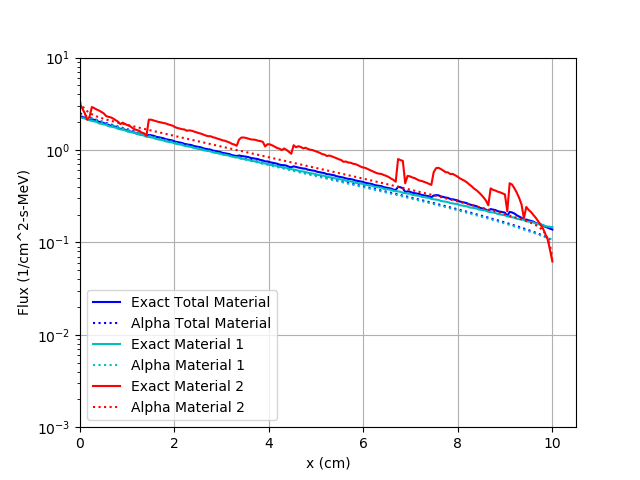 10^1
10^0
10^−1
10^−2
10^−3
Flux (1/cm^2-s-MeV)
Exact Total Material
Alpha Total Material
Exact Material 1
Alpha Material 1
Exact Material 2
Alpha Material 2
0 2 4 6 8 10
x (cm)